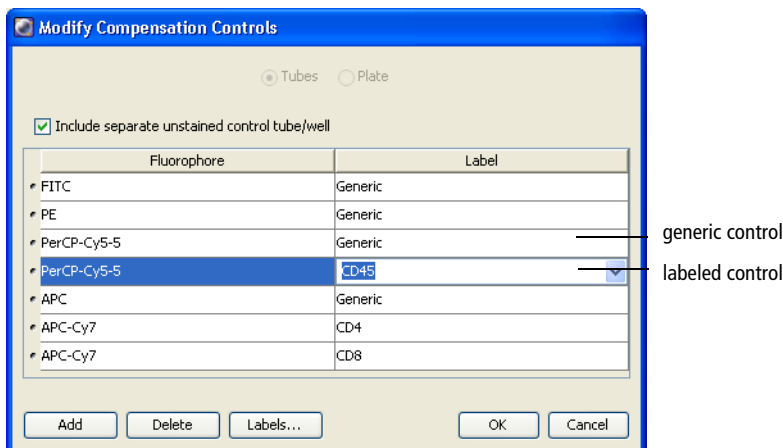 Modify Compensation Controls
Tubes Plate
Include separate unstained control tube/well
Fluorophore Label
FITC Generic
PE Generic
PerCP-Cy5-5 Generic generic control
PerCP-Cy5-5 CD45 labeled control
APC Generic
APC-Cy7 CD4
APC-Cy7 CD8
Add Delete Labels... OK Cancel